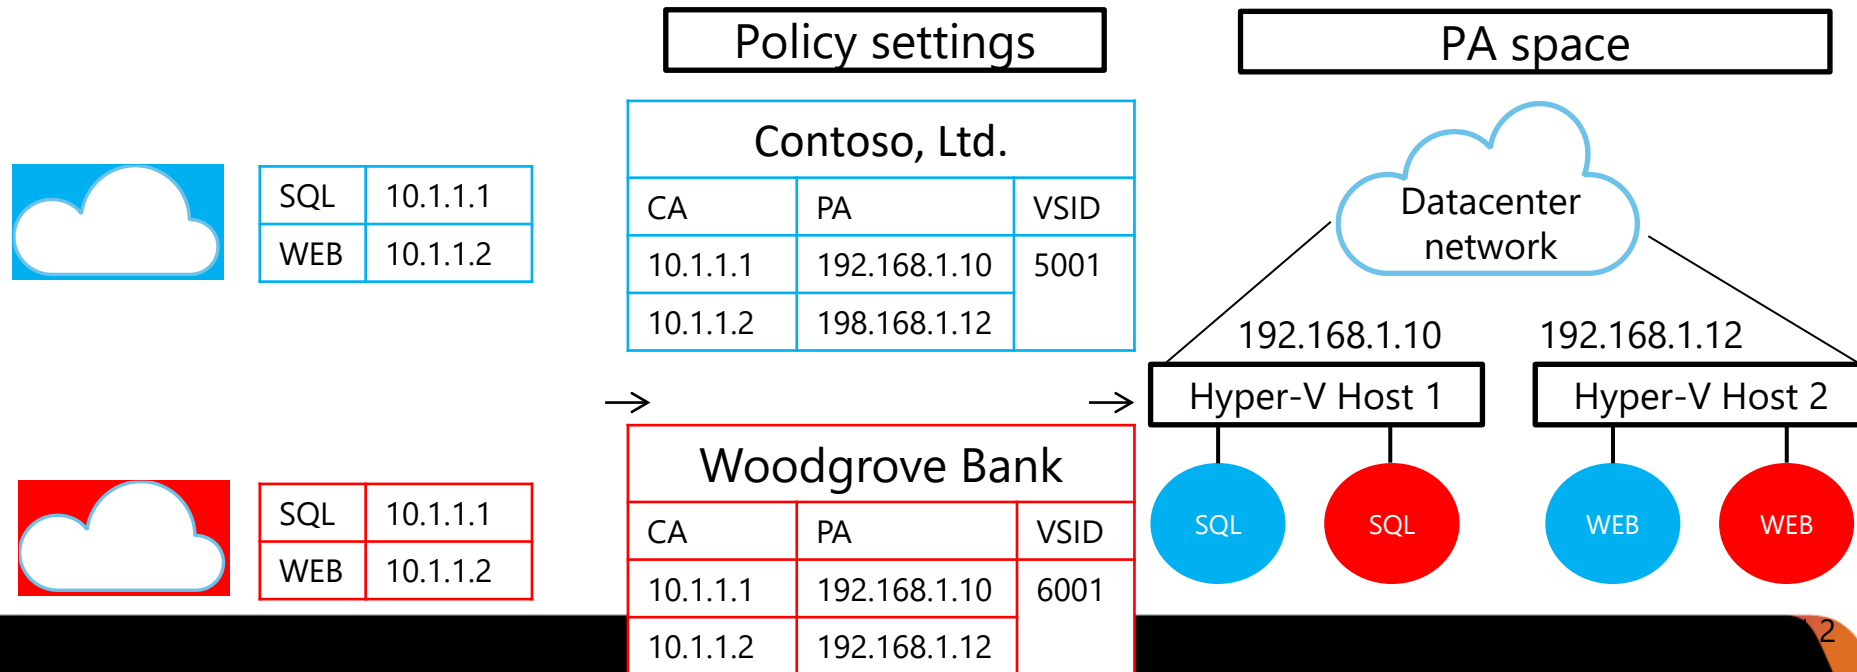 Policy settings
PA space
SQL 10.1.1.1
WEB 10.1.1.2
Contoso, Ltd.
CA PA VSID
10.1.1.1 192.168.1.10 5001
10.1.1.2 198.168.1.12
Datacenter
network
192.168.1.10 192.168.1.12
Hyper-V Host 1 Hyper-V Host 2
SQL SQL WEB WEB
SQL 10.1.1.1
WEB 10.1.1.2
Woodgrove Bank
CA PA VSID
10.1.1.1 192.168.1.10 6001
10.1.1.2 192.168.1.12